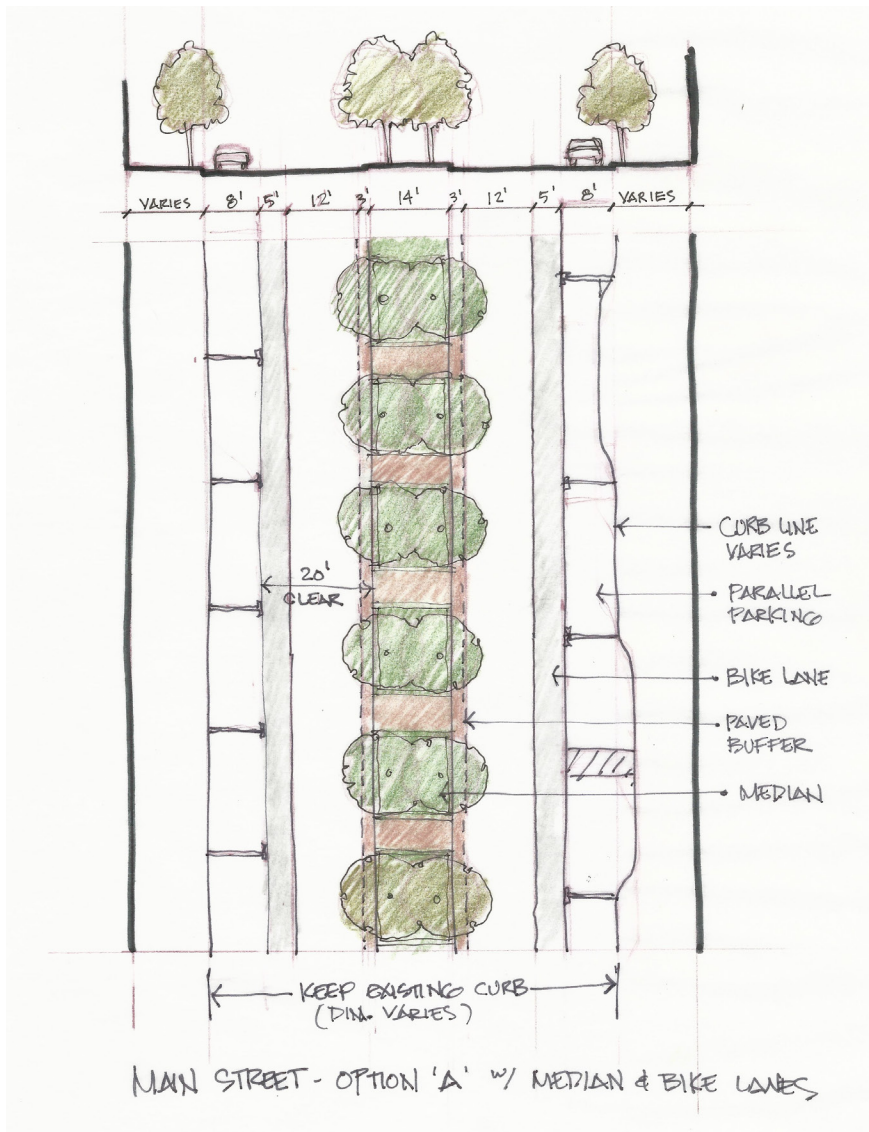 VARIES 8' 5' 12' 3' 14' 3' 12' 5' 8' VARIES
CURB LINE
VARIES
20'
CLEAR
PARALLEL
PARKING
BIKE LANE
PAVED
BUFFER
MEDIAN
KEEP EXISTING CURB
(DIM. VARIES)
MAIN STREET - OPTION 'A' W/ MEDIAN & BIKE LANES